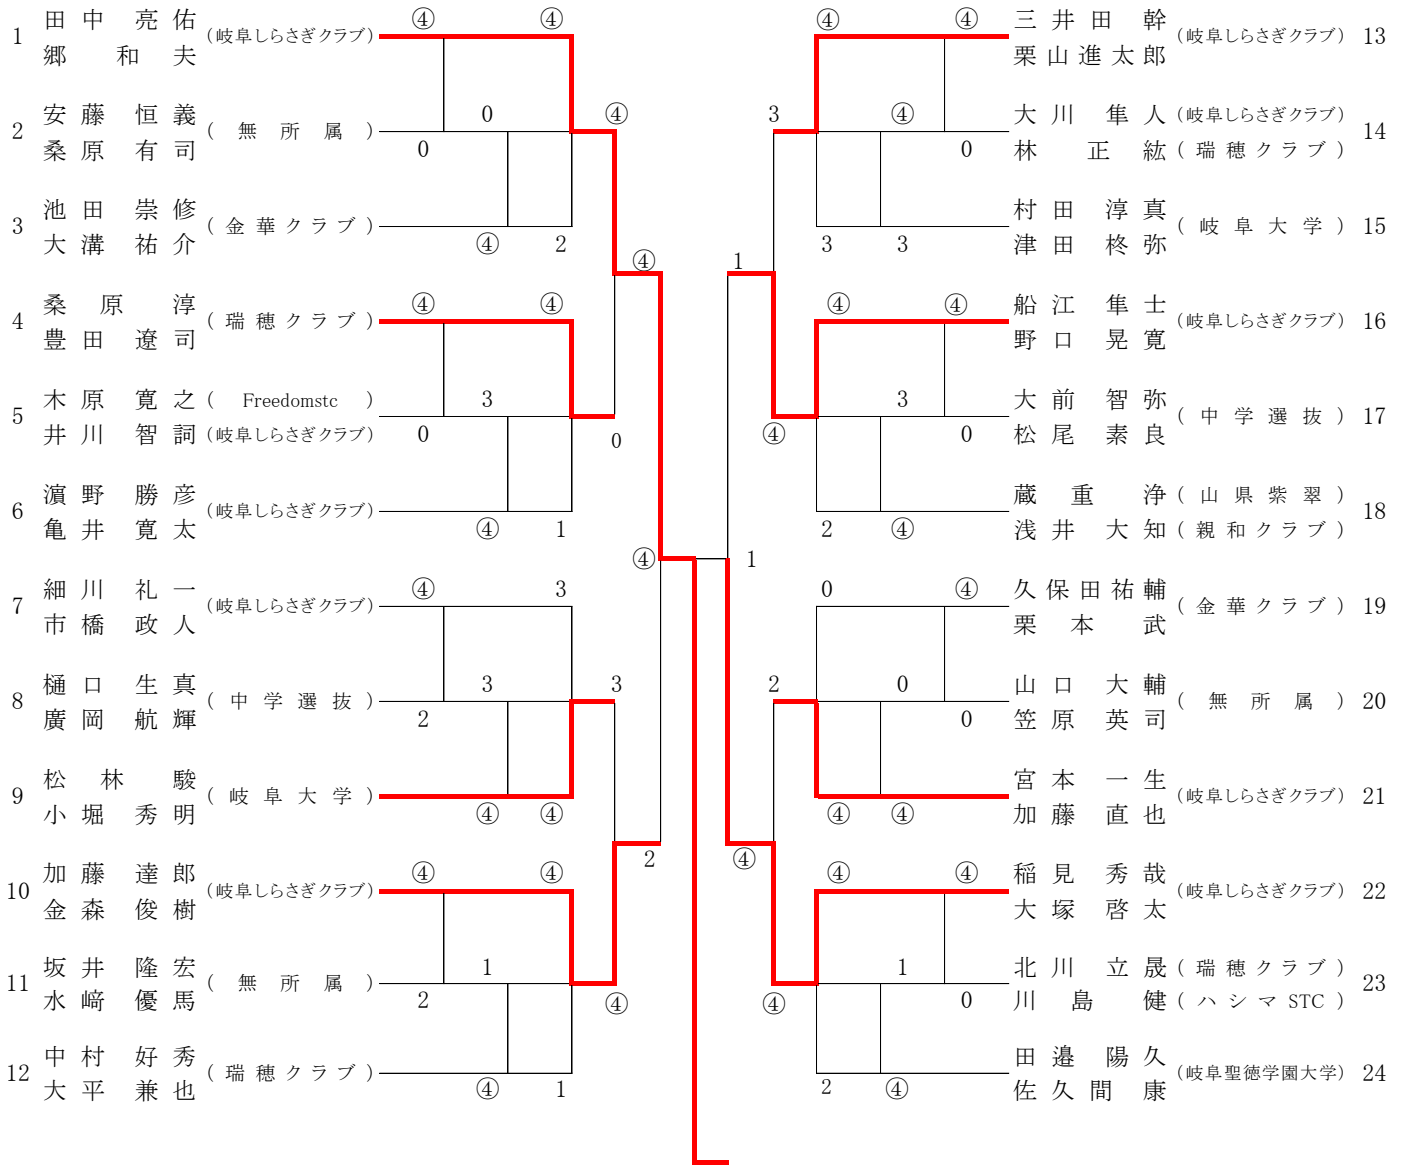 ④ ④ ④ ④
1 田中亮佑 (岐阜しらさぎクラブ) 三井田幹 (岐阜しらさぎクラブ) 13
郷和夫 栗山進太郎
0 ④ 3 ④
2 安藤恒義 (無所属) 大川隼人 (岐阜しらさぎクラブ) 14
桑原有司 0 0 林正紘 (瑞穂クラブ)
3 池田崇修 (金華クラブ) 村田淳真 (岐阜大学) 15
大溝祐介 ④ 2 3 3 津田柊弥
④ 1
4 桑原淳 (瑞穂クラブ) ④ ④ ④ ④ 船江隼士 (岐阜しらさぎクラブ) 16
豊田遼司 野口晃寛
5 木原寛之 (Freedomstc) 3 3 大前智弥 (中学選抜) 17
井川智詞 (岐阜しらさぎクラブ) 0 0 ④ 0 松尾素良
6 濵野勝彦 (岐阜しらさぎクラブ) 蔵重浄 (山県紫翠) 18
亀井寛太 ④ 1 2 ④ 浅井大知 (親和クラブ)
④ 1
7 細川礼一 (岐阜しらさぎクラブ) ④ 3 0 ④ 久保田祐輔 (金華クラブ) 19
市橋政人 栗本武
8 樋口生真 (中学選抜) 3 3 2 0 山口大輔 (無所属) 20
廣岡航輝 2 0 笠原英司
9 松林駿 (岐阜大学) 宮本一生 (岐阜しらさぎクラブ) 21
小堀秀明 ④ ④ ④ ④ 加藤直也
2 ④
10 加藤達郎 (岐阜しらさぎクラブ) ④ ④ ④ ④ 稲見秀哉 (岐阜しらさぎクラブ) 22
金森俊樹 大塚啓太
11 坂井隆宏 (無所属) 1 1 北川立晟 (瑞穂クラブ) 23
水﨑優馬 2 ④ ④ 0 川島健 (ハシマSTC)
12 中村好秀 (瑞穂クラブ) 田邉陽久 (岐阜聖徳学園大学) 24
大平兼也 ④ 1 2 ④ 佐久間康